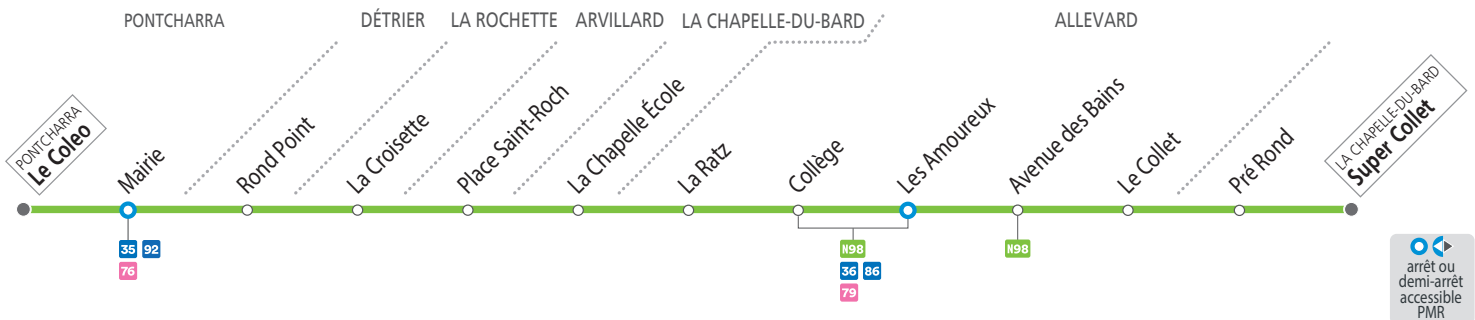 PONTCHARRA
DÉTRIER
LA ROCHETTE
ARVILLARD
LA CHAPELLE-DU-BARD
ALLEVARD
PONTCHARRA
Le Coleo
Mairie
Rond Point
La Croisette
Place Saint-Roch
La Chapelle École
La Ratz
Collège
Les Amoureux
Avenue des Bains
Le Collet
Pré Rond
LA CHAPELLE-DU-BARD
Super Collet
35 92
76
N98
36 86
79
N98
arrêt ou
demi-arrêt
accessible
PMR